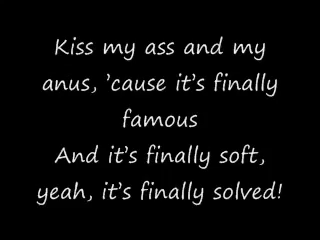 Kiss my ass and my
anus, 'cause it's finally
famous
And it's finally soft,
yeah, it's finally solved!